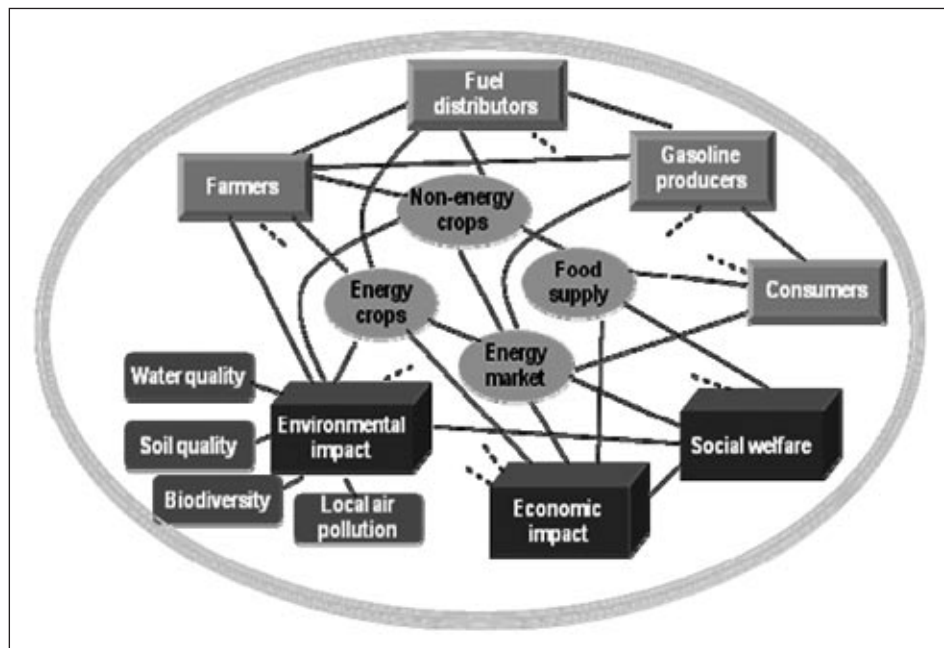 Fuel
distributors
Gasoline
producers
Farmers
Non-energy
crops
Food
supply
Consumers
Energy
crops
Energy
market
Water quality
Environmental
impact
Social welfare
Soil quality
Biodiversity
Local air
pollution
Economic
impact